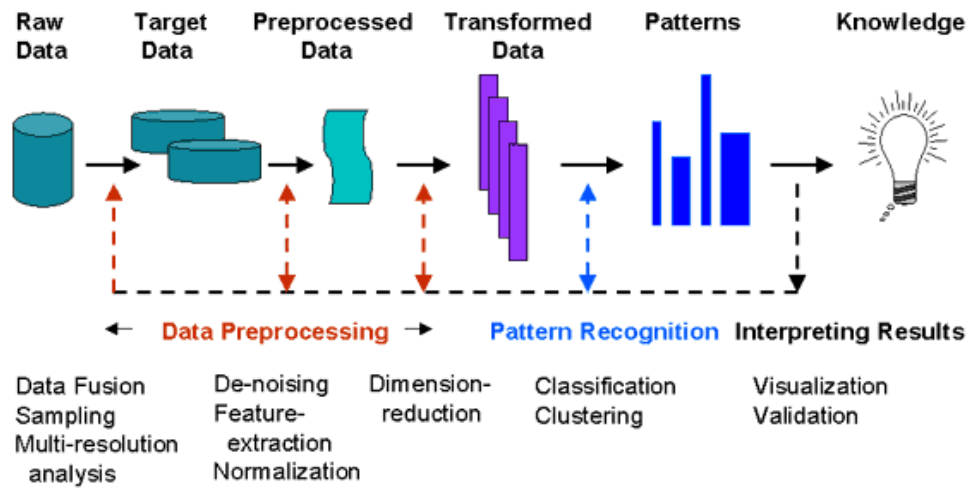 Raw Data
Target Data
Preprocessed Data
Transformed Data
Patterns
Knowledge
Data Preprocessing
Pattern Recognition
Interpreting Results
Data Fusion
Sampling
Multi-resolution
analysis
De-noising
Feature-
extraction
Normalization
Dimension-
reduction
Classification
Clustering
Visualization
Validation